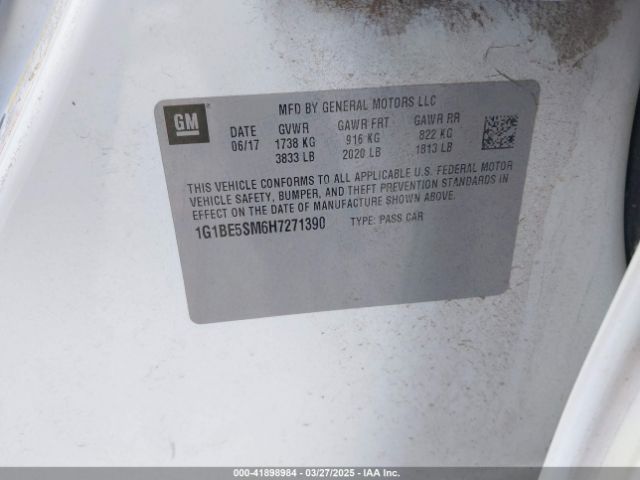 GM
MFD BY GENERAL MOTORS LLC
DATE GVWR GAWR FRT GAWR RR
06/17 1738 KG 916 KG 822 KG
3833 LB 2020 LB 1813 LB
THIS VEHICLE CONFORMS TO ALL APPLICABLE U.S. FEDERAL MOTOR
VEHICLE SAFETY, BUMPER, AND THEFT PREVENTION STANDARDS IN
EFFECT ON THE DATE OF MANUFACTURE SHOWN ABOVE.
1G1BE5SM6H7271390 TYPE: PASS CAR
000-41898984 - 03/27/2025 - IAA Inc.